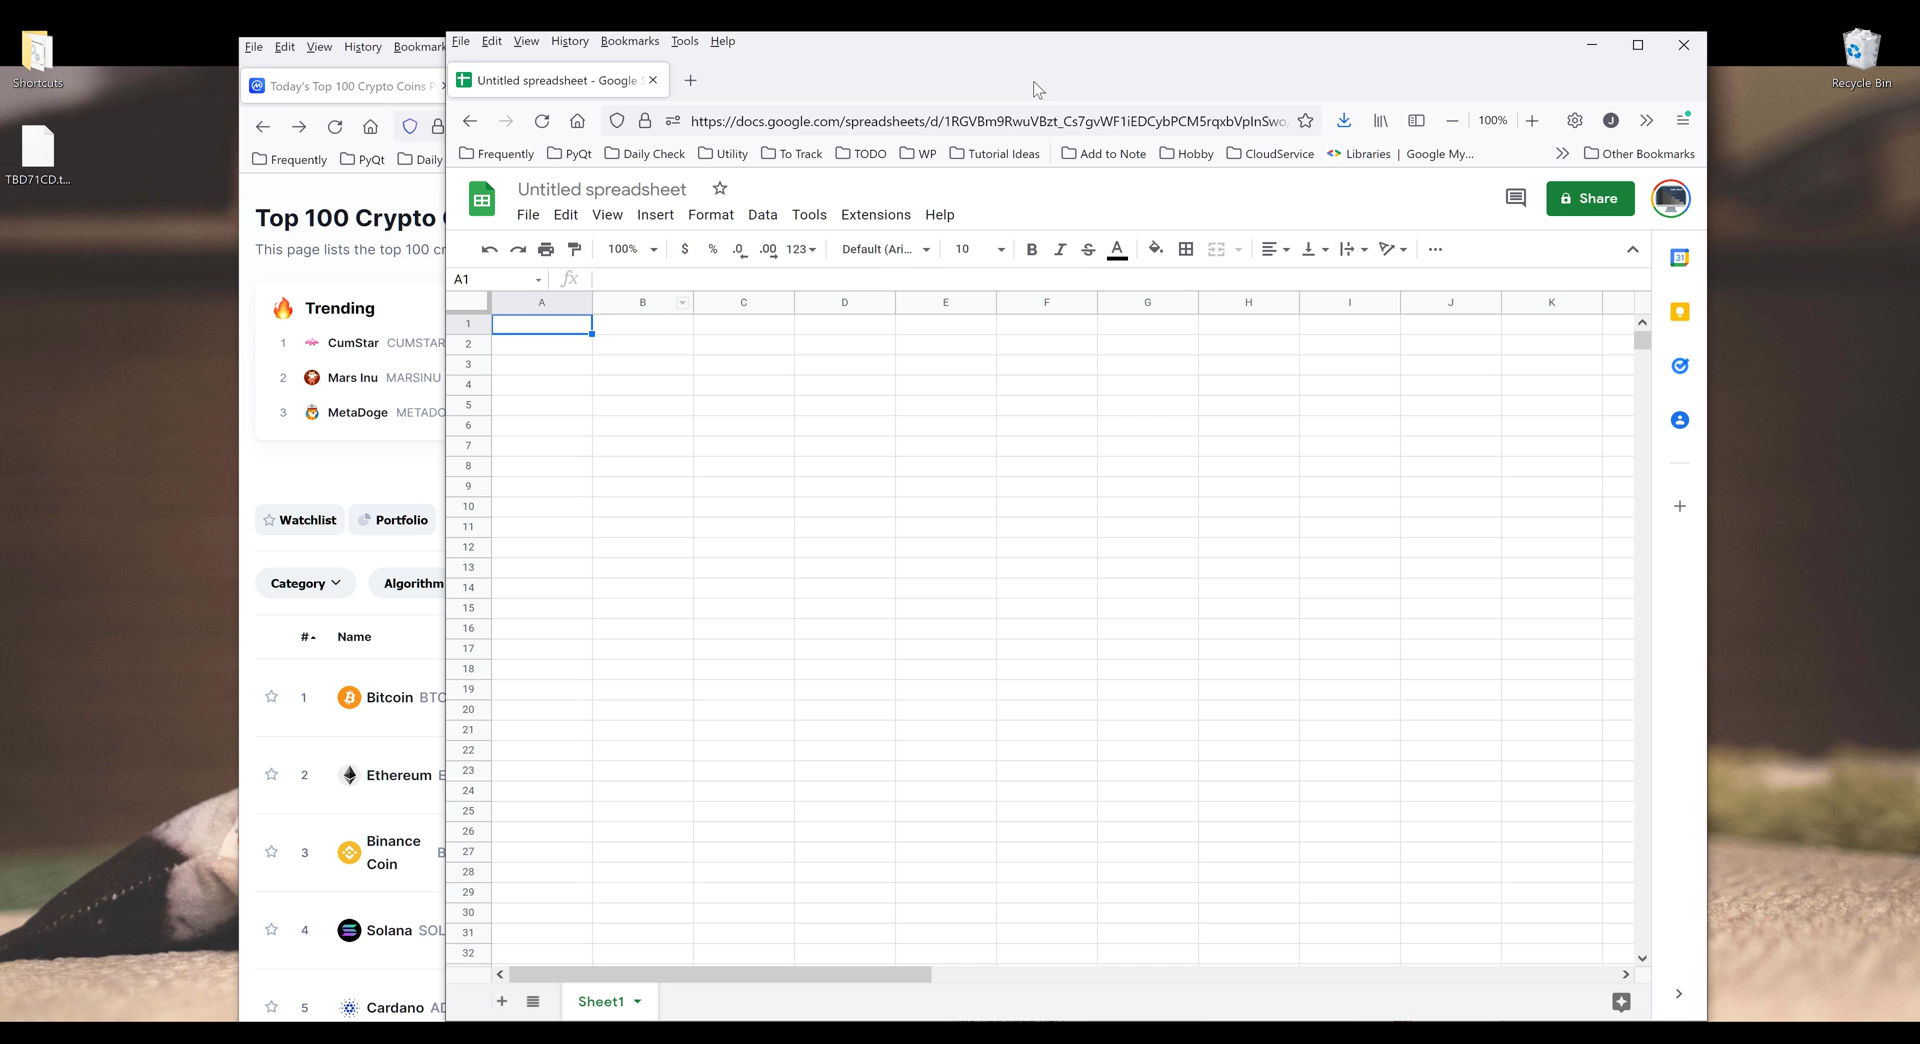 Shortcuts
TBD71CD.t...
Recycle Bin
File Edit View History Bookmark
Today's Top 100 Crypto Coins P
Frequently PyQt Daily
Top 100 Crypto
This page lists the top 100 cr
Trending
1 CumStar CUMSTAR
2 Mars Inu MARSINU
3 MetaDoge METADO
Watchlist Portfolio
Category Algorithm
# Name
1 Bitcoin BTC
2 Ethereum E
3 Binance Coin B
4 Solana SOL
5 Cardano AD
File Edit View History Bookmarks Tools Help
Untitled spreadsheet - Google S
https://docs.google.com/spreadsheets/d/1RGVBm9RwuVBzt_Cs7gvWF1iEDCybPCM5rqxbVpInSwo/ 100% J
Frequently PyQt Daily Check Utility To Track TODO WP Tutorial Ideas Add to Note Hobby CloudService Libraries | Google My... Other Bookmarks
Untitled spreadsheet
File Edit View Insert Format Data Tools Extensions Help
Share
100% $ % .0 .00 123 Default (Ari... 10 B I S A
31
A1 fx
A B C D E F G H I J K
1
2
3
4
5
6
7
8
9
10
11
12
13
14
15
16
17
18
19
20
21
22
23
24
25
26
27
28
29
30
31
32
Sheet1